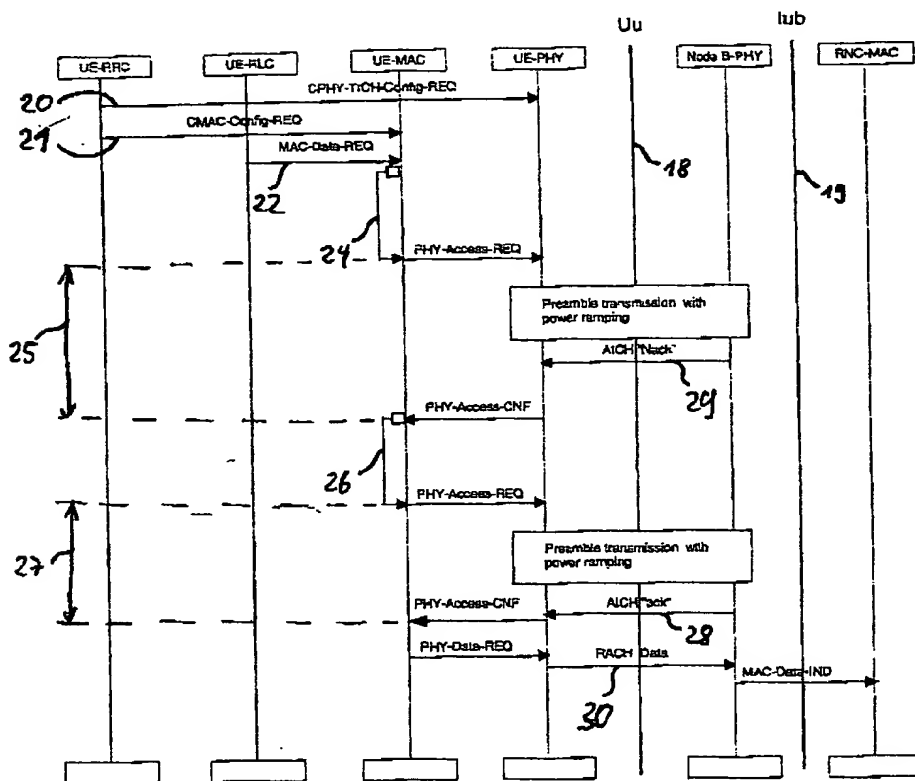 Uu
Iub
UE-RRC
UE-RLC
UE-MAC
UE-PHY
Node B-PHY
RNC-MAC
CPHY-TrCH-Config-REQ
20
CMAC-Config-REQ
21
MAC-Data-REQ
22
18
19
24
PHY-Access-REQ
25
Preamble transmission with
power ramping
AICH "Nack"
29
PHY-Access-CNF
26
PHY-Access-REQ
27
Preamble transmission with
power ramping
PHY-Access-CNF
AICH "ack"
28
PHY-Data-REQ
RACH Data
30
MAC-Data-IND